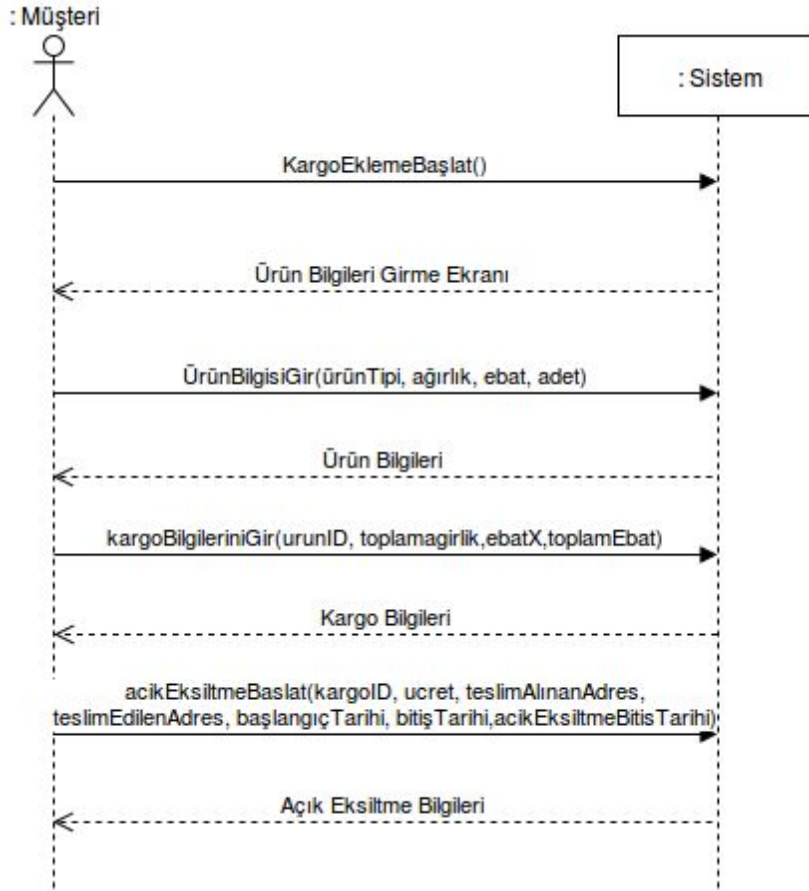 : Müşteri
: Sistem
KargoEklemeBaşlat()
Ürün Bilgileri Girme Ekranı
ÜrünBilgisiGir(ürünTipi, ağırlık, ebat, adet)
Ürün Bilgileri
kargoBilgileriniGir(urunID, toplamagirlik,ebatX,toplamEbat)
Kargo Bilgileri
acikEksiltmeBaslat(kargoID, ucret, teslimAlınanAdres,
teslimEdilenAdres, başlangıçTarihi, bitişTarihi,acikEksiltmeBitisTarihi)
Açık Eksiltme Bilgileri